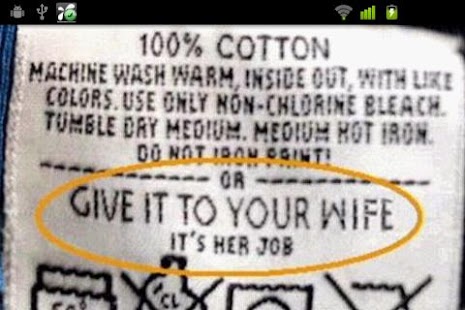 100% COTTON
MACHINE WASH WARM, INSIDE OUT, WITH LIKE
COLORS. USE ONLY NON-CHLORINE BLEACH.
TUMBLE DRY MEDIUM. MEDIUM HOT IRON.
DO NOT IRON PRINT!
OR
GIVE IT TO YOUR WIFE
IT'S HER JOB
CL